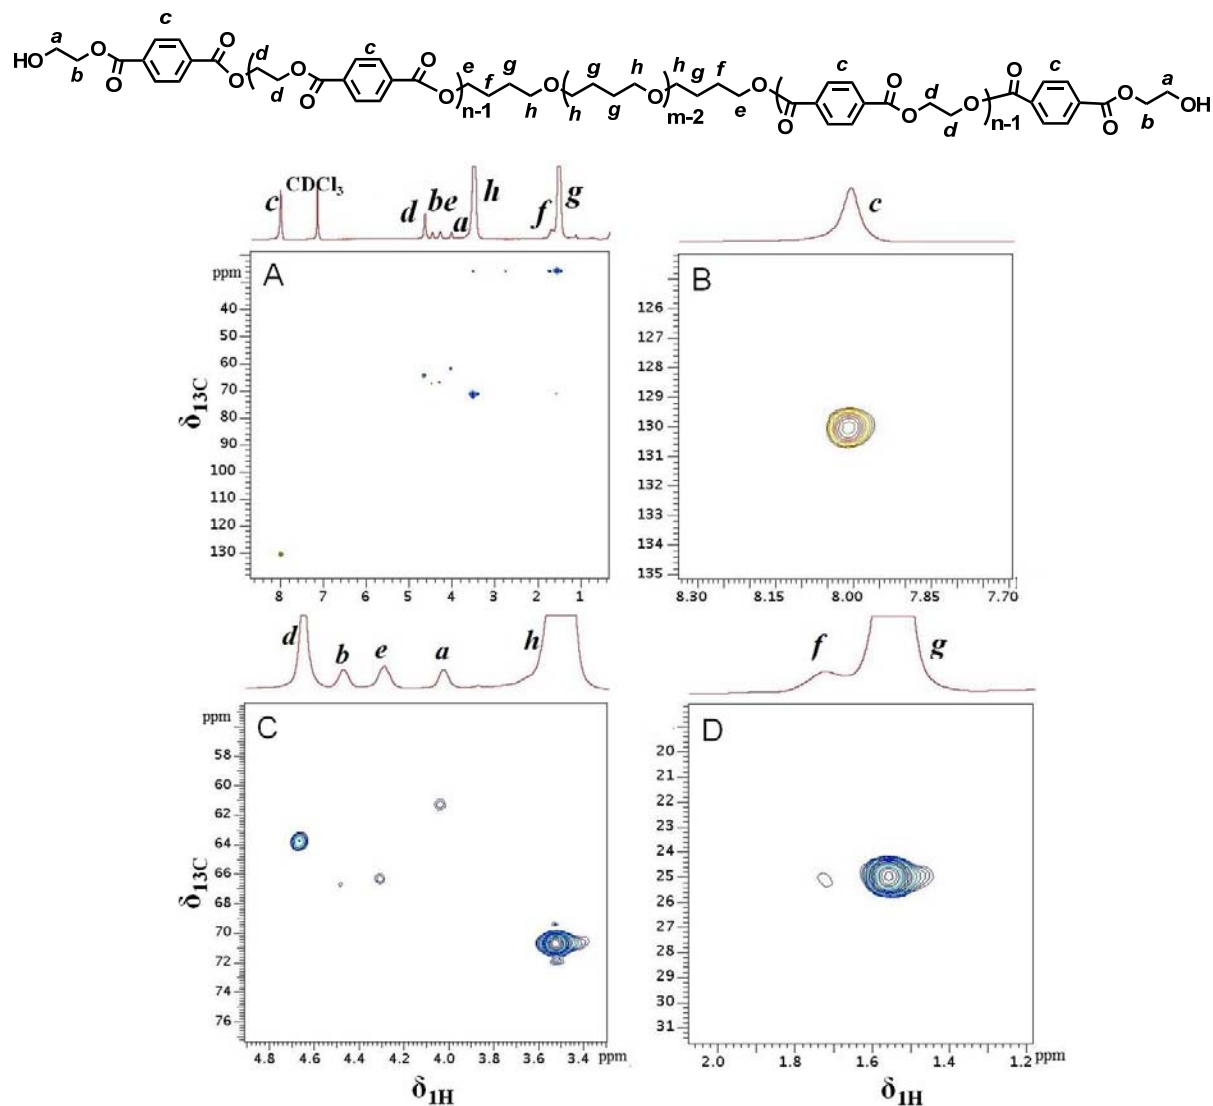 c c
a d c e g g h h g f c O a
HO b O O d O O O f h O h g O g O e O O d O n-1 O c O b OH
n-1 m-2 d
c CDCl3 d b e a h f g
c
ppm A
40
50
60
70
80
90
100
110
120
130
δ13C
8 7 6 5 4 3 2 1
B
126
127
128
129
130
131
132
133
134
135
8.30 8.15 8.00 7.85 7.70
d b e a h
f g
ppm C
58
60
62
64
66
68
70
72
74
76
δ13C
4.8 4.6 4.4 4.2 4.0 3.8 3.6 3.4 ppm
δ1H
D
20
21
22
23
24
25
26
27
28
29
30
31
2.0 1.8 1.6 1.4 1.2 ppm
δ1H